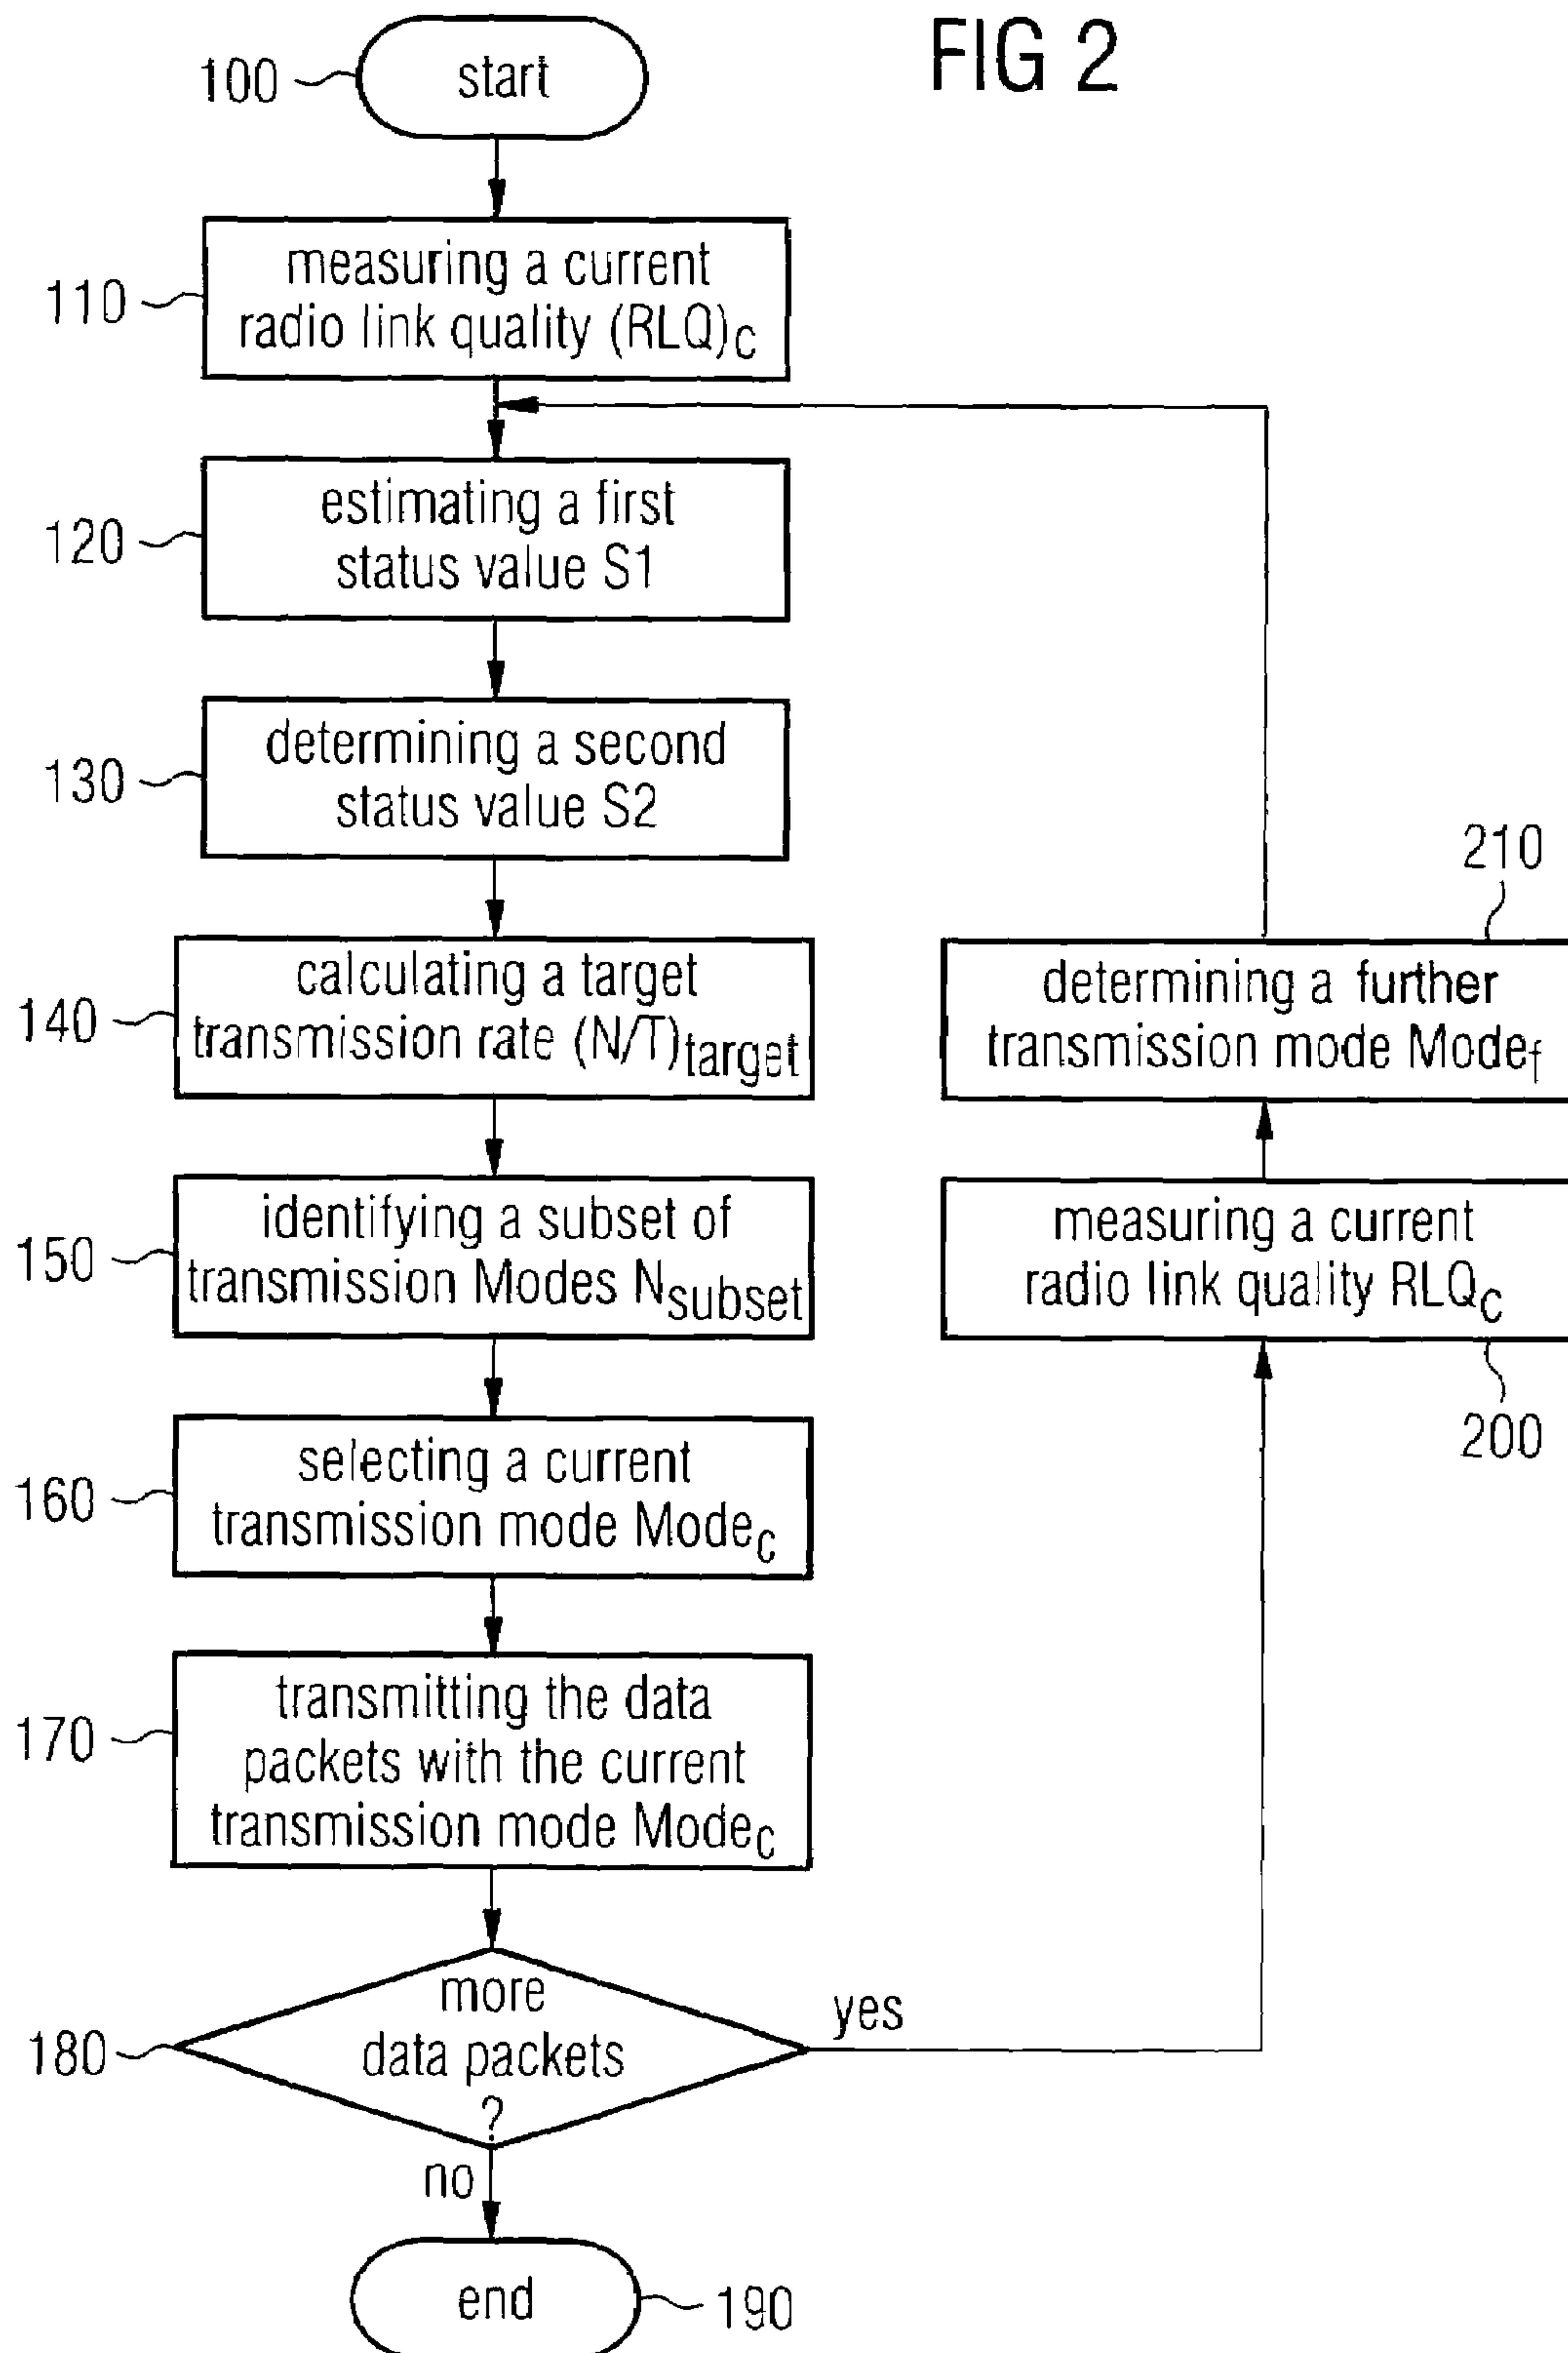 FIG 2
100
start
110
measuring a current
radio link quality (RLQ)c
120
estimating a first
status value S1
130
determining a second
status value S2
140
calculating a target
transmission rate (N/T)target
150
identifying a subset of
transmission Modes Nsubset
160
selecting a current
transmission mode Modec
170
transmitting the data
packets with the current
transmission mode Modec
180
more
data packets
?
yes
no
end
190
210
determining a further
transmission mode Modef
measuring a current
radio link quality RLQc
200